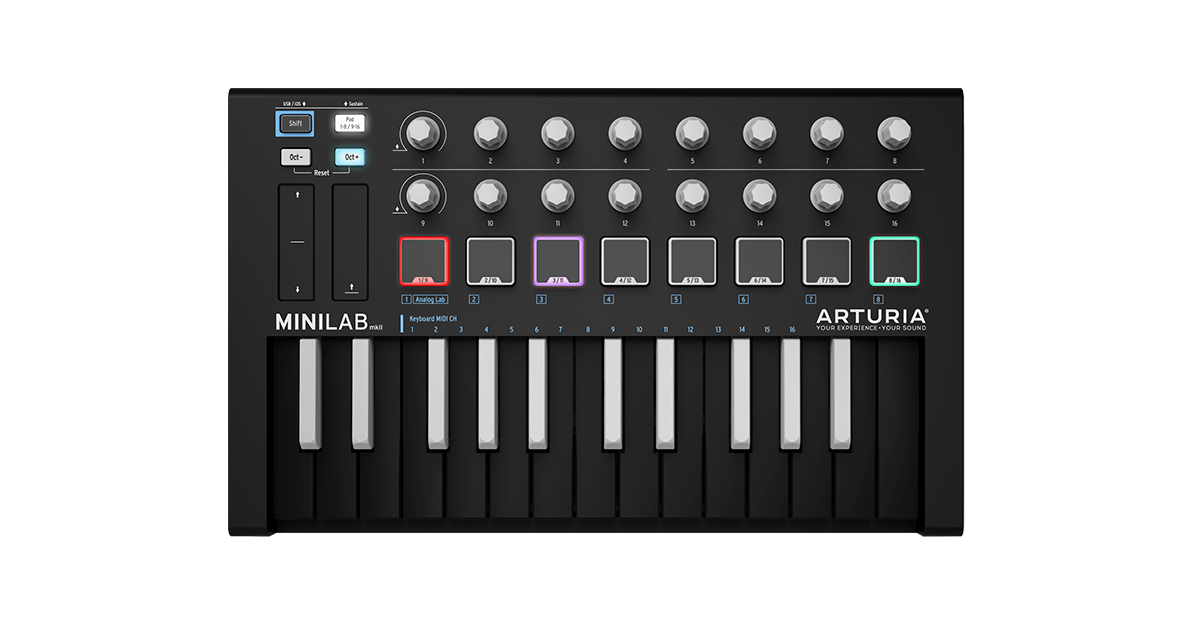 USB / iOS
Sustain
Shift
Pad
1-8 / 9-16
Oct-
Oct+
Reset
1 2 3 4 5 6 7 8
9 10 11 12 13 14 15 16
1/9 2/10 3/11 4/12 5/13 6/14 7/15 8/16
1 Analog Lab 2 3 4 5 6 7 8
MINILAB mkII
Keyboard MIDI CH
1 2 3 4 5 6 7 8 9 10 11 12 13 14 15 16
ARTURIA®
YOUR EXPERIENCE • YOUR SOUND